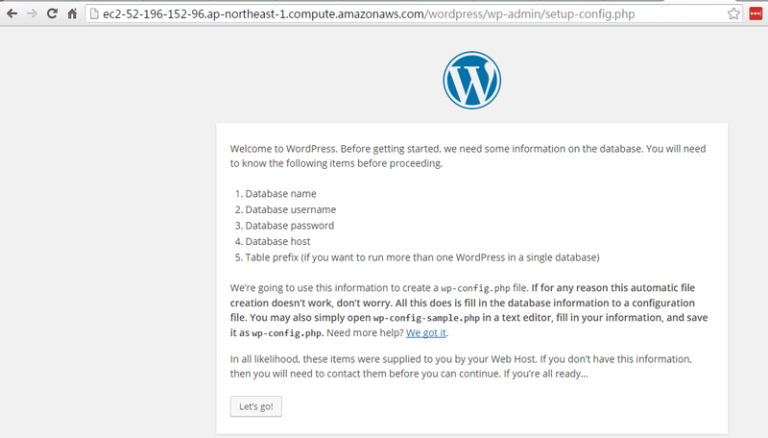 ec2-52-196-152-96.ap-northeast-1.compute.amazonaws.com/wordpress/wp-admin/setup-config.php
W
Welcome to WordPress. Before getting started, we need some information on the database. You will need
to know the following items before proceeding.
1. Database name
2. Database username
3. Database password
4. Database host
5. Table prefix (if you want to run more than one WordPress in a single database)
We're going to use this information to create a wp-config.php file. If for any reason this automatic file
creation doesn't work, don't worry. All this does is fill in the database information to a configuration
file. You may also simply open wp-config-sample.php in a text editor, fill in your information, and save
it as wp-config.php. Need more help? We got it.
In all likelihood, these items were supplied to you by your Web Host. If you don't have this information,
then you will need to contact them before you can continue. If you're all ready…
Let's go!